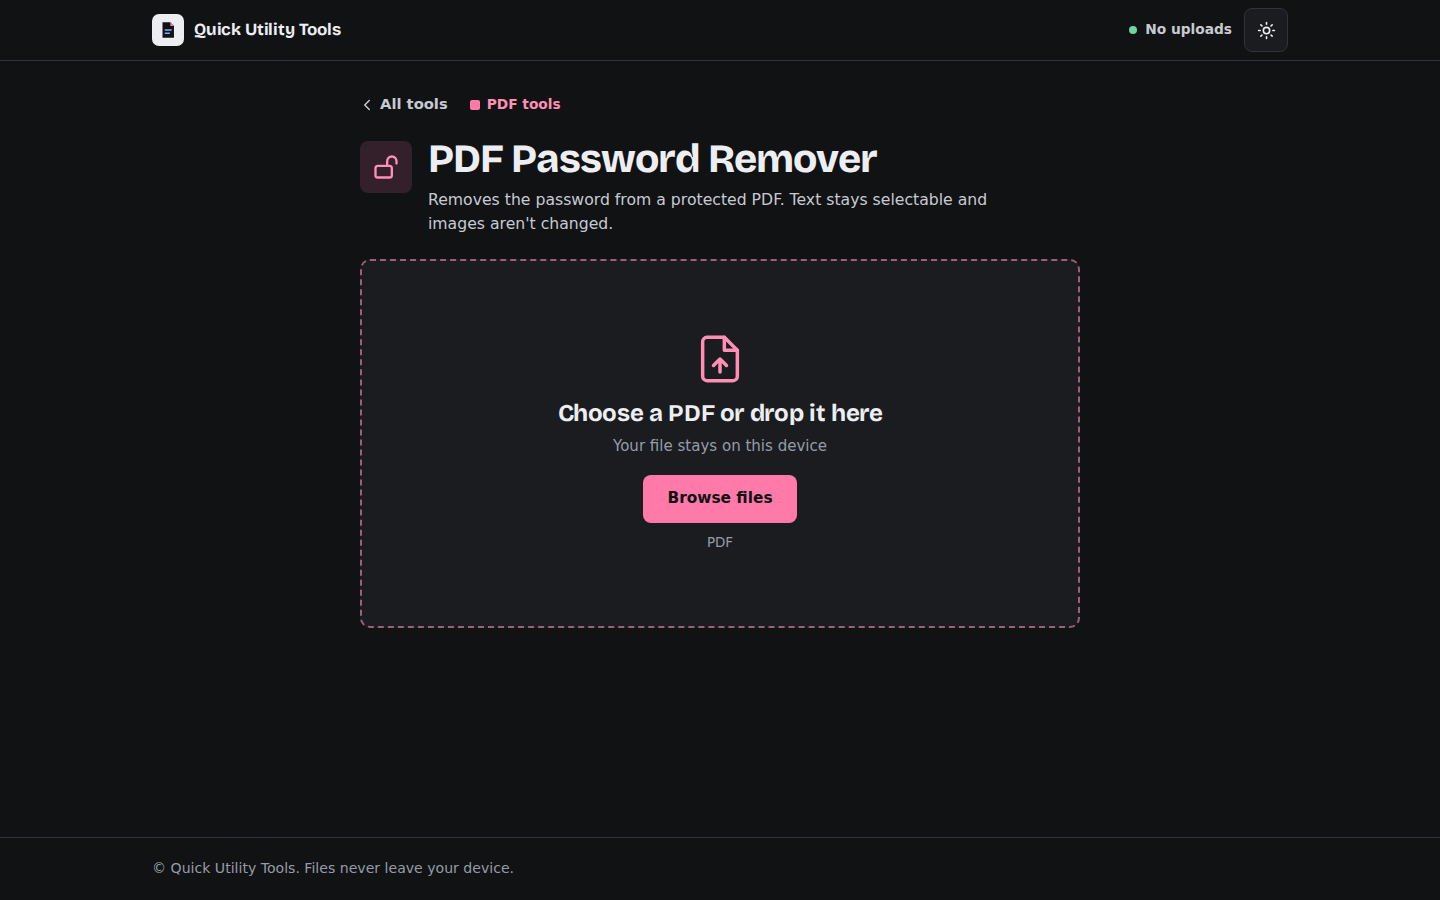 Quick Utility Tools
No uploads
All tools
PDF tools
PDF Password Remover
Removes the password from a protected PDF. Text stays selectable and
images aren't changed.
Choose a PDF or drop it here
Your file stays on this device
Browse files
PDF
© Quick Utility Tools. Files never leave your device.